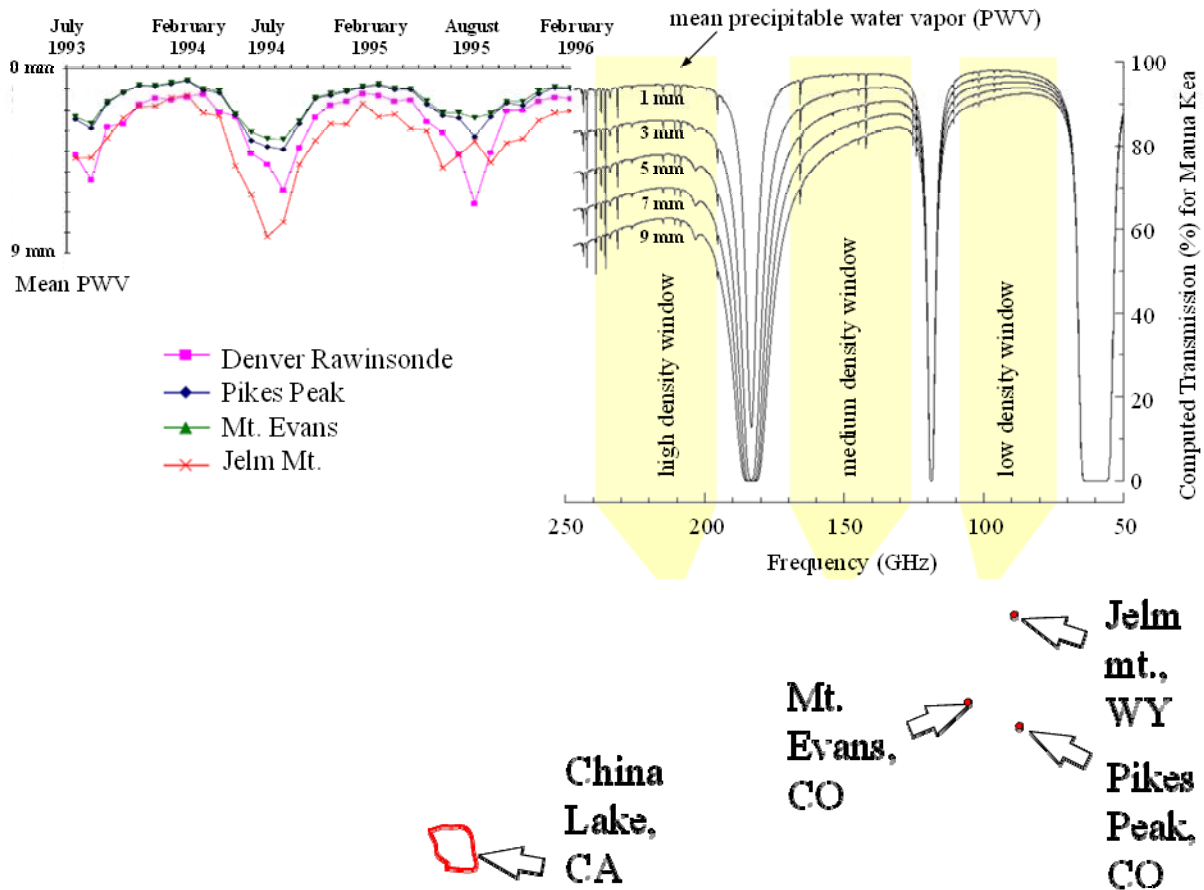 mean precipitable water vapor (PWV)
July
1993
February
1994
July
1994
February
1995
August
1995
February
1996
0 mm
9 mm
Mean PWV
1 mm
3 mm
5 mm
7 mm
9 mm
high density window
medium density window
low density window
100
80
60
40
20
0
Computed Transmission (%) for Mauna Kea
Denver Rawinsonde
Pikes Peak
Mt. Evans
Jelm Mt.
250
200
150
100
50
Frequency (GHz)
Jelm
mt.,
WY
Mt.
Evans,
CO
Pikes
Peak,
CO
China
Lake,
CA